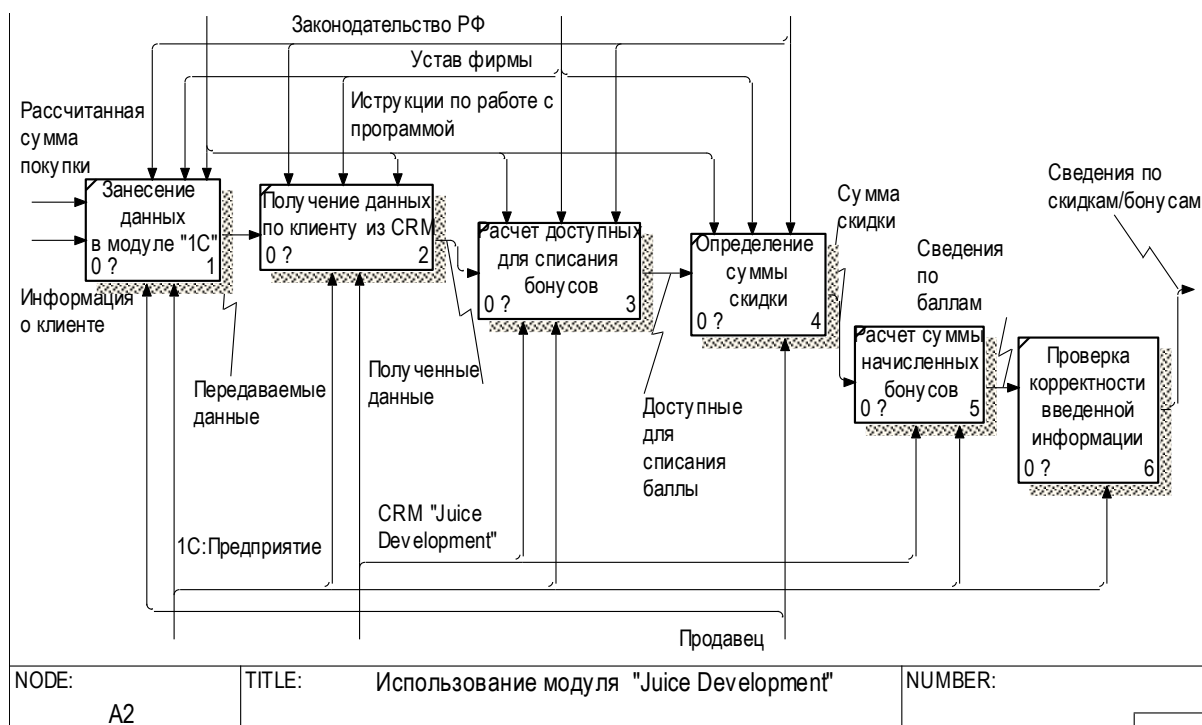 Законодательство РФ
Устав фирмы
Иструкции по работе с
программой
Рассчитанная
сумма
покупки
Информация
о клиенте
Занесение
данных
в модуле "1С"
0 ?
1
Получение данных
по клиенту из CRM
0 ?
2
Расчет доступных
для списания
бонусов
0 ?
3
Определение
суммы
скидки
0 ?
4
Расчет суммы
начисленных
бонусов
0 ?
5
Проверка
корректности
введенной
информации
0 ?
6
Сумма
скидки
Сведения
по
баллам
Сведения по
скидкам/бонусам
Передаваемые
данные
Полученные
данные
Доступные
для
списания
баллы
1С:Предприятие
CRM "Juice
Development"
Продавец
NODE:
A2
TITLE:
Использование модуля "Juice Development"
NUMBER: